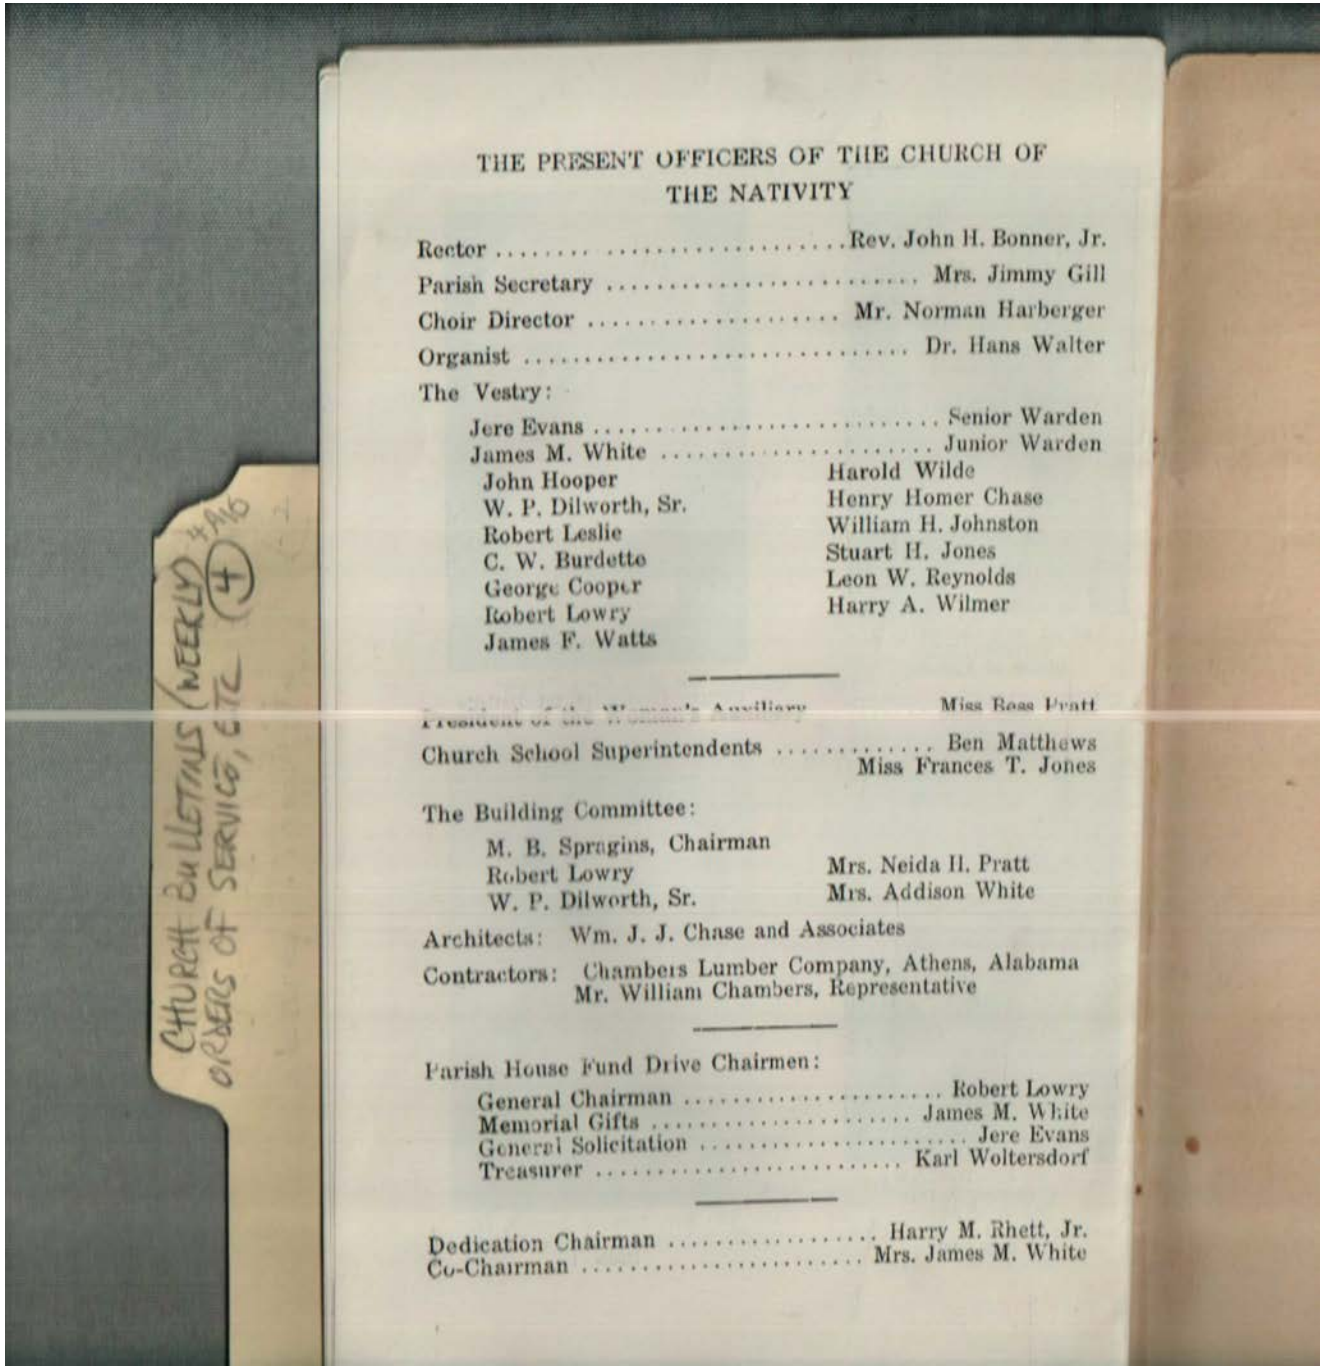 THE PRESENT OFFICERS OF THE CHURCH OF
THE NATIVITY
Rector .................................. Rev. John H. Bonner, Jr.
Parish Secretary .......................... Mrs. Jimmy Gill
Choir Director ..................... Mr. Norman Harberger
Organist ................................ Dr. Hans Walter
The Vestry:
Jere Evans ............................. Senior Warden
James M. White ....................... Junior Warden
John Hooper Harold Wilde
W. P. Dilworth, Sr. Henry Homer Chase
Robert Leslie William H. Johnston
C. W. Burdette Stuart H. Jones
George Cooper Leon W. Reynolds
Robert Lowry Harry A. Wilmer
James F. Watts
President of the Woman's Auxiliary Miss Pratt
Church School Superintendents ............. Ben Matthews
Miss Frances T. Jones
The Building Committee:
M. B. Spragins, Chairman
Robert Lowry Mrs. Neida H. Pratt
W. P. Dilworth, Sr. Mrs. Addison White
Architects: Wm. J. J. Chase and Associates
Contractors: Chambers Lumber Company, Athens, Alabama
Mr. William Chambers, Representative
Parish House Fund Drive Chairmen:
General Chairman ...................... Robert Lowry
Memorial Gifts ...................... James M. White
General Solicitation ....................... Jere Evans
Treasurer .......................... Karl Woltersdorf
Dedication Chairman .................. Harry M. Rhett, Jr.
Co-Chairman ........................ Mrs. James M. White
CHURCH BULLETINS (WEEKLY)
ORDERS OF SERVICE, ETC (4)